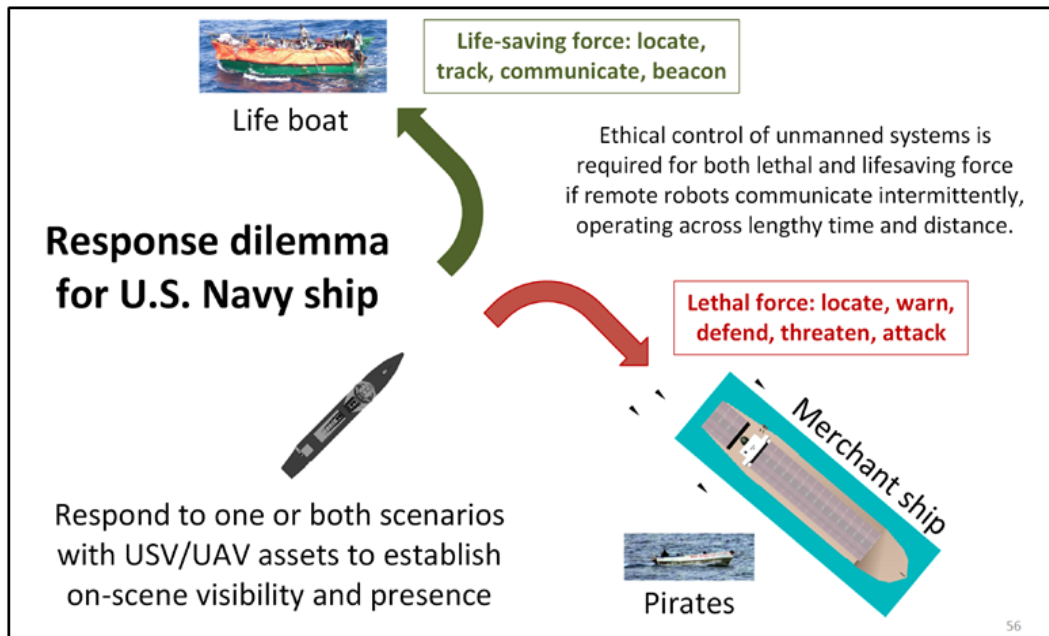 Life-saving force: locate,
track, communicate, beacon
Life boat
Ethical control of unmanned systems is
required for both lethal and lifesaving force
if remote robots communicate intermittently,
operating across lengthy time and distance.
Response dilemma
for U.S. Navy ship
Lethal force: locate, warn,
defend, threaten, attack
Merchant ship
Respond to one or both scenarios
with USV/UAV assets to establish
on-scene visibility and presence
Pirates
56